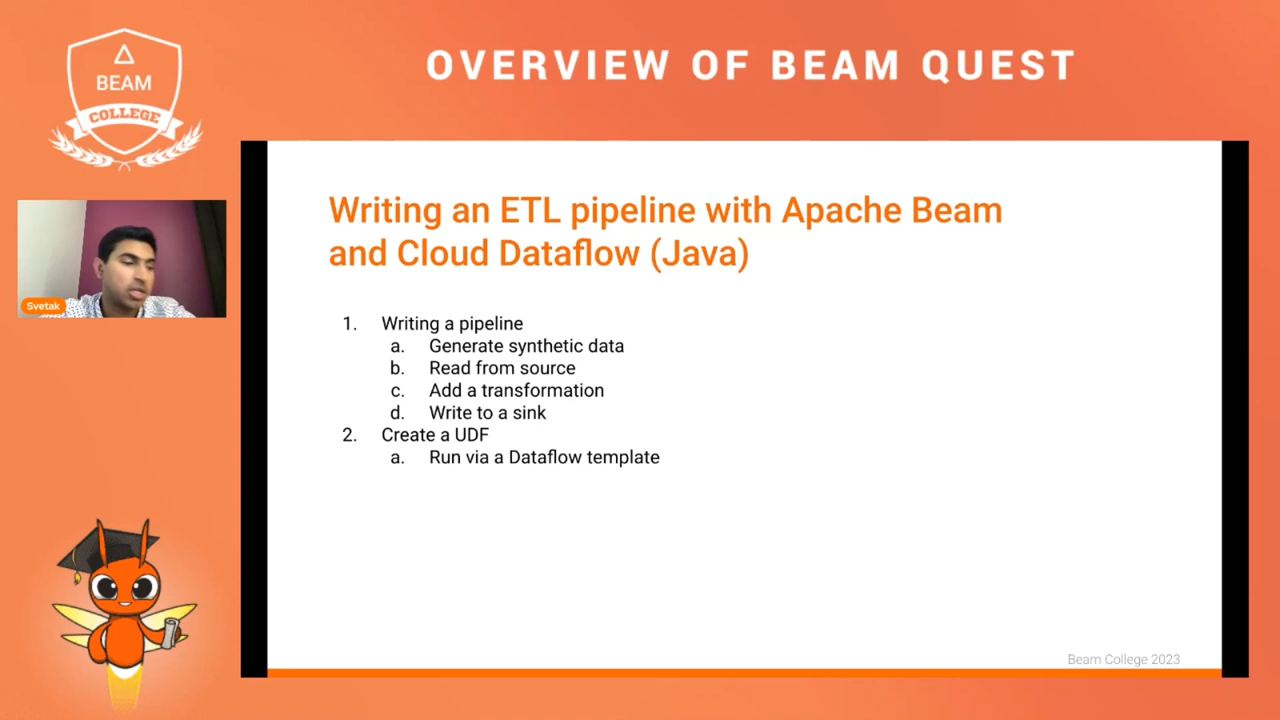 OVERVIEW OF BEAM QUEST
BEAM
COLLEGE
Svetak
Writing an ETL pipeline with Apache Beam
and Cloud Dataflow (Java)
1. Writing a pipeline
a. Generate synthetic data
b. Read from source
c. Add a transformation
d. Write to a sink
2. Create a UDF
a. Run via a Dataflow template
Beam College 2023